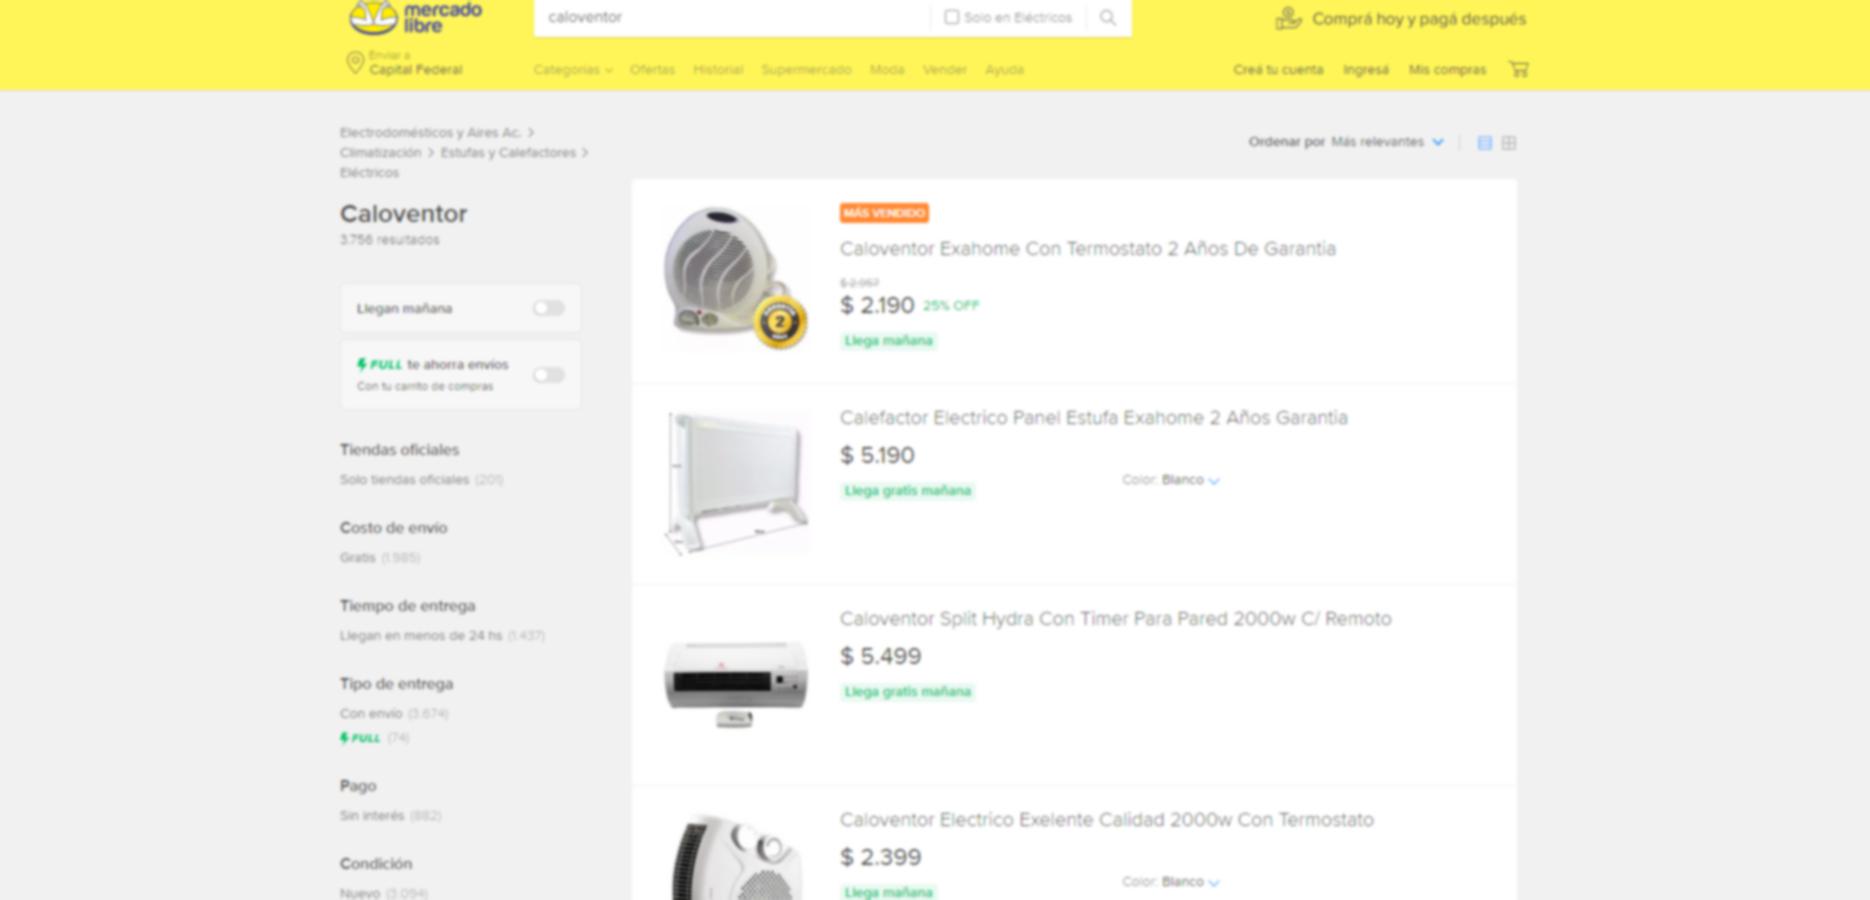 mercado
libre
caloventor
Solo en Eléctricos
Comprá hoy y pagá después
Enviar a
Capital Federal
Categorías
Ofertas
Historial
Supermercado
Moda
Vender
Ayuda
Creá tu cuenta
Ingresá
Mis compras
Electrodomésticos y Aires Ac. >
Climatización > Estufas y Calefactores >
Eléctricos
Caloventor
3.756 resultados
Llegan mañana
FULL te ahorra envíos
Con tu carrito de compras
Tiendas oficiales
Solo tiendas oficiales (201)
Costo de envío
Gratis (1.985)
Tiempo de entrega
Llegan en menos de 24 hs (1.437)
Tipo de entrega
Con envío (3.674)
FULL (74)
Pago
Sin interés (882)
Condición
Nuevo (3.094)
Ordenar por Más relevantes
MÁS VENDIDO
Caloventor Exahome Con Termostato 2 Años De Garantia
$ 2.957
$ 2.190 25% OFF
Llega mañana
2
Calefactor Electrico Panel Estufa Exahome 2 Años Garantia
$ 5.190
Llega gratis mañana
Color: Blanco
Caloventor Split Hydra Con Timer Para Pared 2000w C/ Remoto
$ 5.499
Llega gratis mañana
Caloventor Electrico Exelente Calidad 2000w Con Termostato
$ 2.399
Llega mañana
Color: Blanco